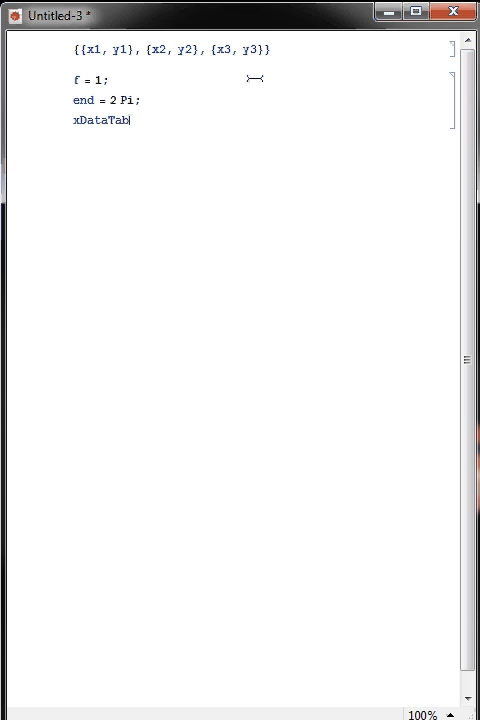 Untitled-3 *
{{x1, y1}, {x2, y2}, {x3, y3}}
f = 1;
end = 2 Pi;
xDataTab
100%